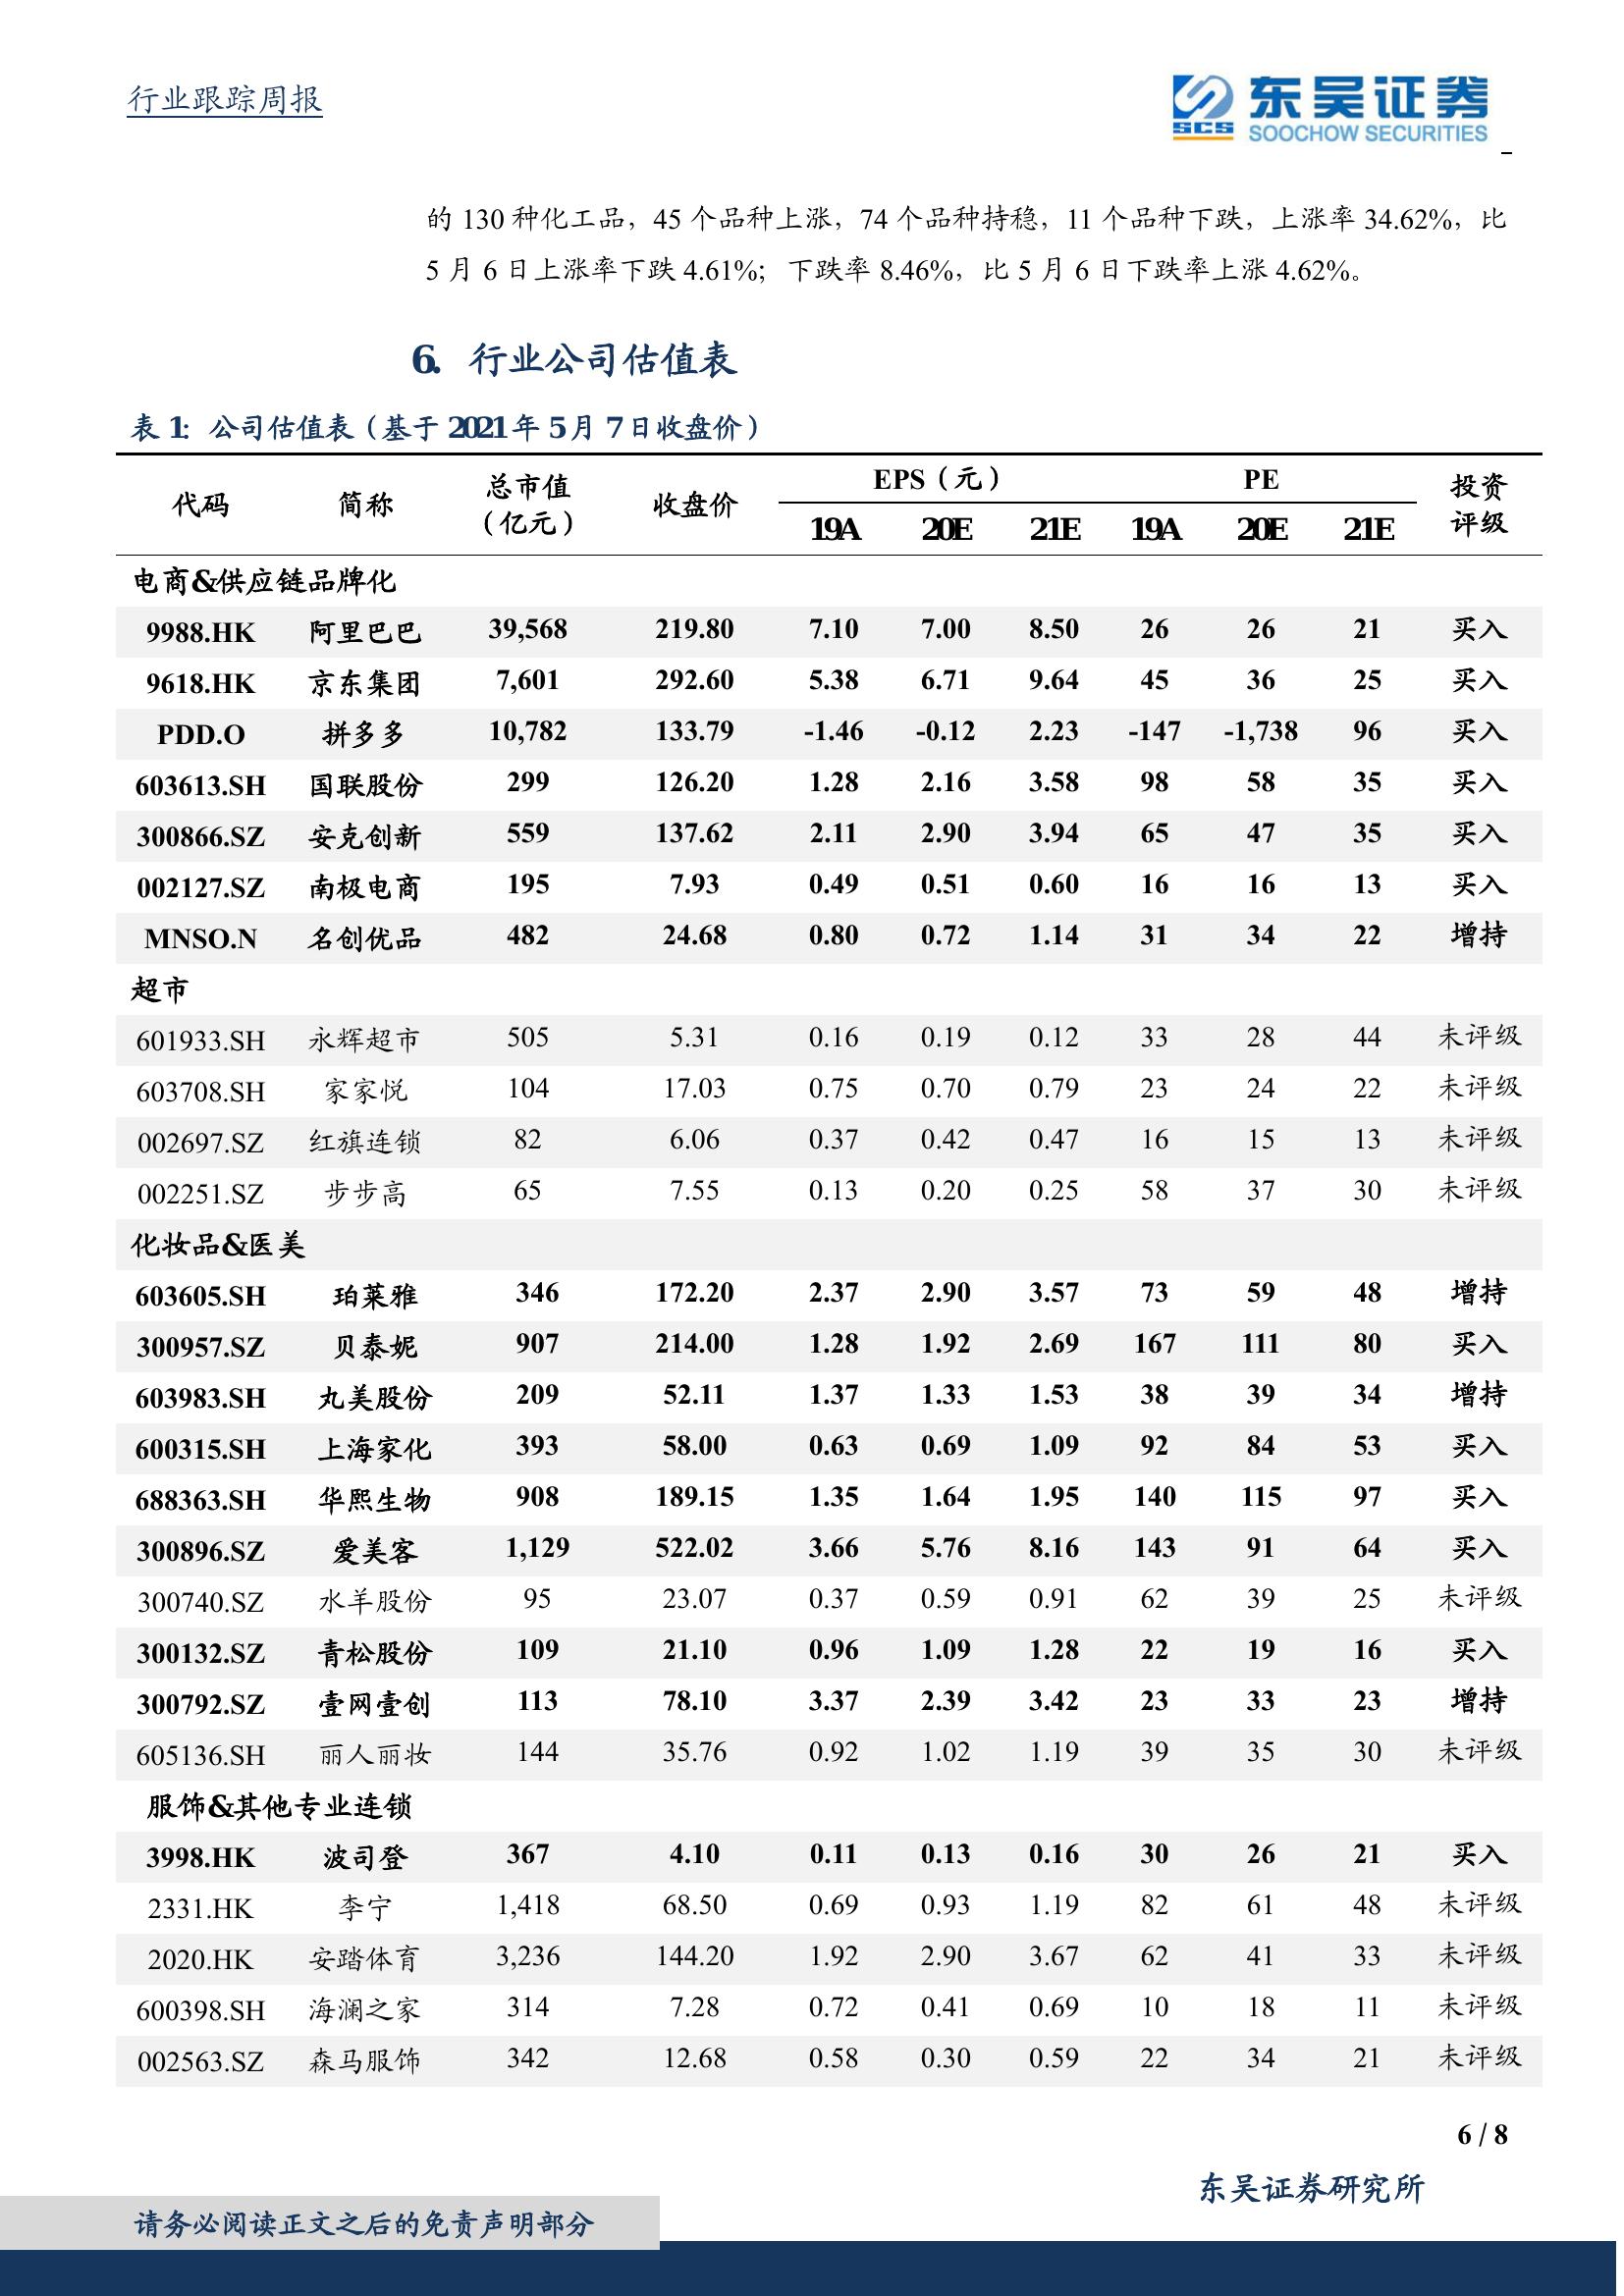 行业跟踪周报
东吴证券
SCS
SOOCHOW SECURITIES
的 130 种化工品，45 个品种上涨，74 个品种持稳，11 个品种下跌，上涨率 34.62%，比
5 月 6 日上涨率下跌 4.61%；下跌率 8.46%，比 5 月 6 日下跌率上涨 4.62%。
6. 行业公司估值表
表 1：公司估值表（基于 2021 年 5 月 7 日收盘价）
代码 简称 总市值（亿元） 收盘价 EPS（元） PE 投资评级
19A 20E 21E 19A 20E 21E
电商&供应链品牌化
9988.HK 阿里巴巴 39,568 219.80 7.10 7.00 8.50 26 26 21 买入
9618.HK 京东集团 7,601 292.60 5.38 6.71 9.64 45 36 25 买入
PDD.O 拼多多 10,782 133.79 -1.46 -0.12 2.23 -147 -1,738 96 买入
603613.SH 国联股份 299 126.20 1.28 2.16 3.58 98 58 35 买入
300866.SZ 安克创新 559 137.62 2.11 2.90 3.94 65 47 35 买入
002127.SZ 南极电商 195 7.93 0.49 0.51 0.60 16 16 13 买入
MNSO.N 名创优品 482 24.68 0.80 0.72 1.14 31 34 22 增持
超市
601933.SH 永辉超市 505 5.31 0.16 0.19 0.12 33 28 44 未评级
603708.SH 家家悦 104 17.03 0.75 0.70 0.79 23 24 22 未评级
002697.SZ 红旗连锁 82 6.06 0.37 0.42 0.47 16 15 13 未评级
002251.SZ 步步高 65 7.55 0.13 0.20 0.25 58 37 30 未评级
化妆品&医美
603605.SH 珀莱雅 346 172.20 2.37 2.90 3.57 73 59 48 增持
300957.SZ 贝泰妮 907 214.00 1.28 1.92 2.69 167 111 80 买入
603983.SH 丸美股份 209 52.11 1.37 1.33 1.53 38 39 34 增持
600315.SH 上海家化 393 58.00 0.63 0.69 1.09 92 84 53 买入
688363.SH 华熙生物 908 189.15 1.35 1.64 1.95 140 115 97 买入
300896.SZ 爱美客 1,129 522.02 3.66 5.76 8.16 143 91 64 买入
300740.SZ 水羊股份 95 23.07 0.37 0.59 0.91 62 39 25 未评级
300132.SZ 青松股份 109 21.10 0.96 1.09 1.28 22 19 16 买入
300792.SZ 壹网壹创 113 78.10 3.37 2.39 3.42 23 33 23 增持
605136.SH 丽人丽妆 144 35.76 0.92 1.02 1.19 39 35 30 未评级
服饰&其他专业连锁
3998.HK 波司登 367 4.10 0.11 0.13 0.16 30 26 21 买入
2331.HK 李宁 1,418 68.50 0.69 0.93 1.19 82 61 48 未评级
2020.HK 安踏体育 3,236 144.20 1.92 2.90 3.67 62 41 33 未评级
600398.SH 海澜之家 314 7.28 0.72 0.41 0.69 10 18 11 未评级
002563.SZ 森马服饰 342 12.68 0.58 0.30 0.59 22 34 21 未评级
6 / 8
东吴证券研究所
请务必阅读正文之后的免责声明部分